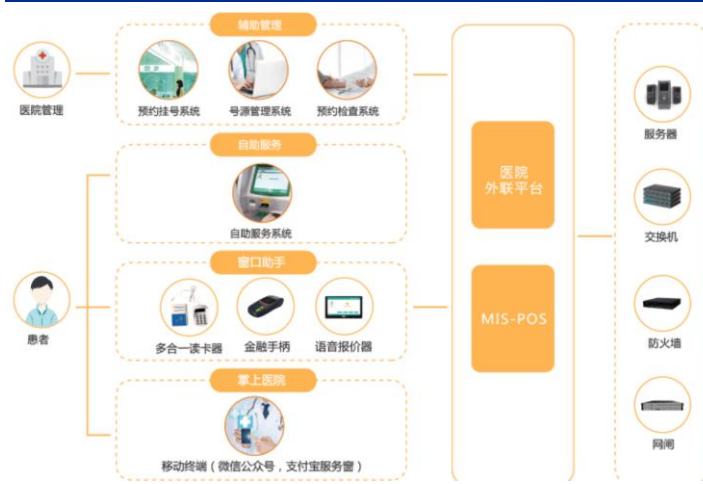 辅助管理
医院管理
预约挂号系统
号源管理系统
预约检查系统
自助服务
自助服务系统
窗口助手
患者
多合一读卡器
金融手柄
语音报价器
掌上医院
移动终端（微信公众号，支付宝服务窗）
医院
外联平台
MIS-POS
服务器
交换机
防火墙
网闸